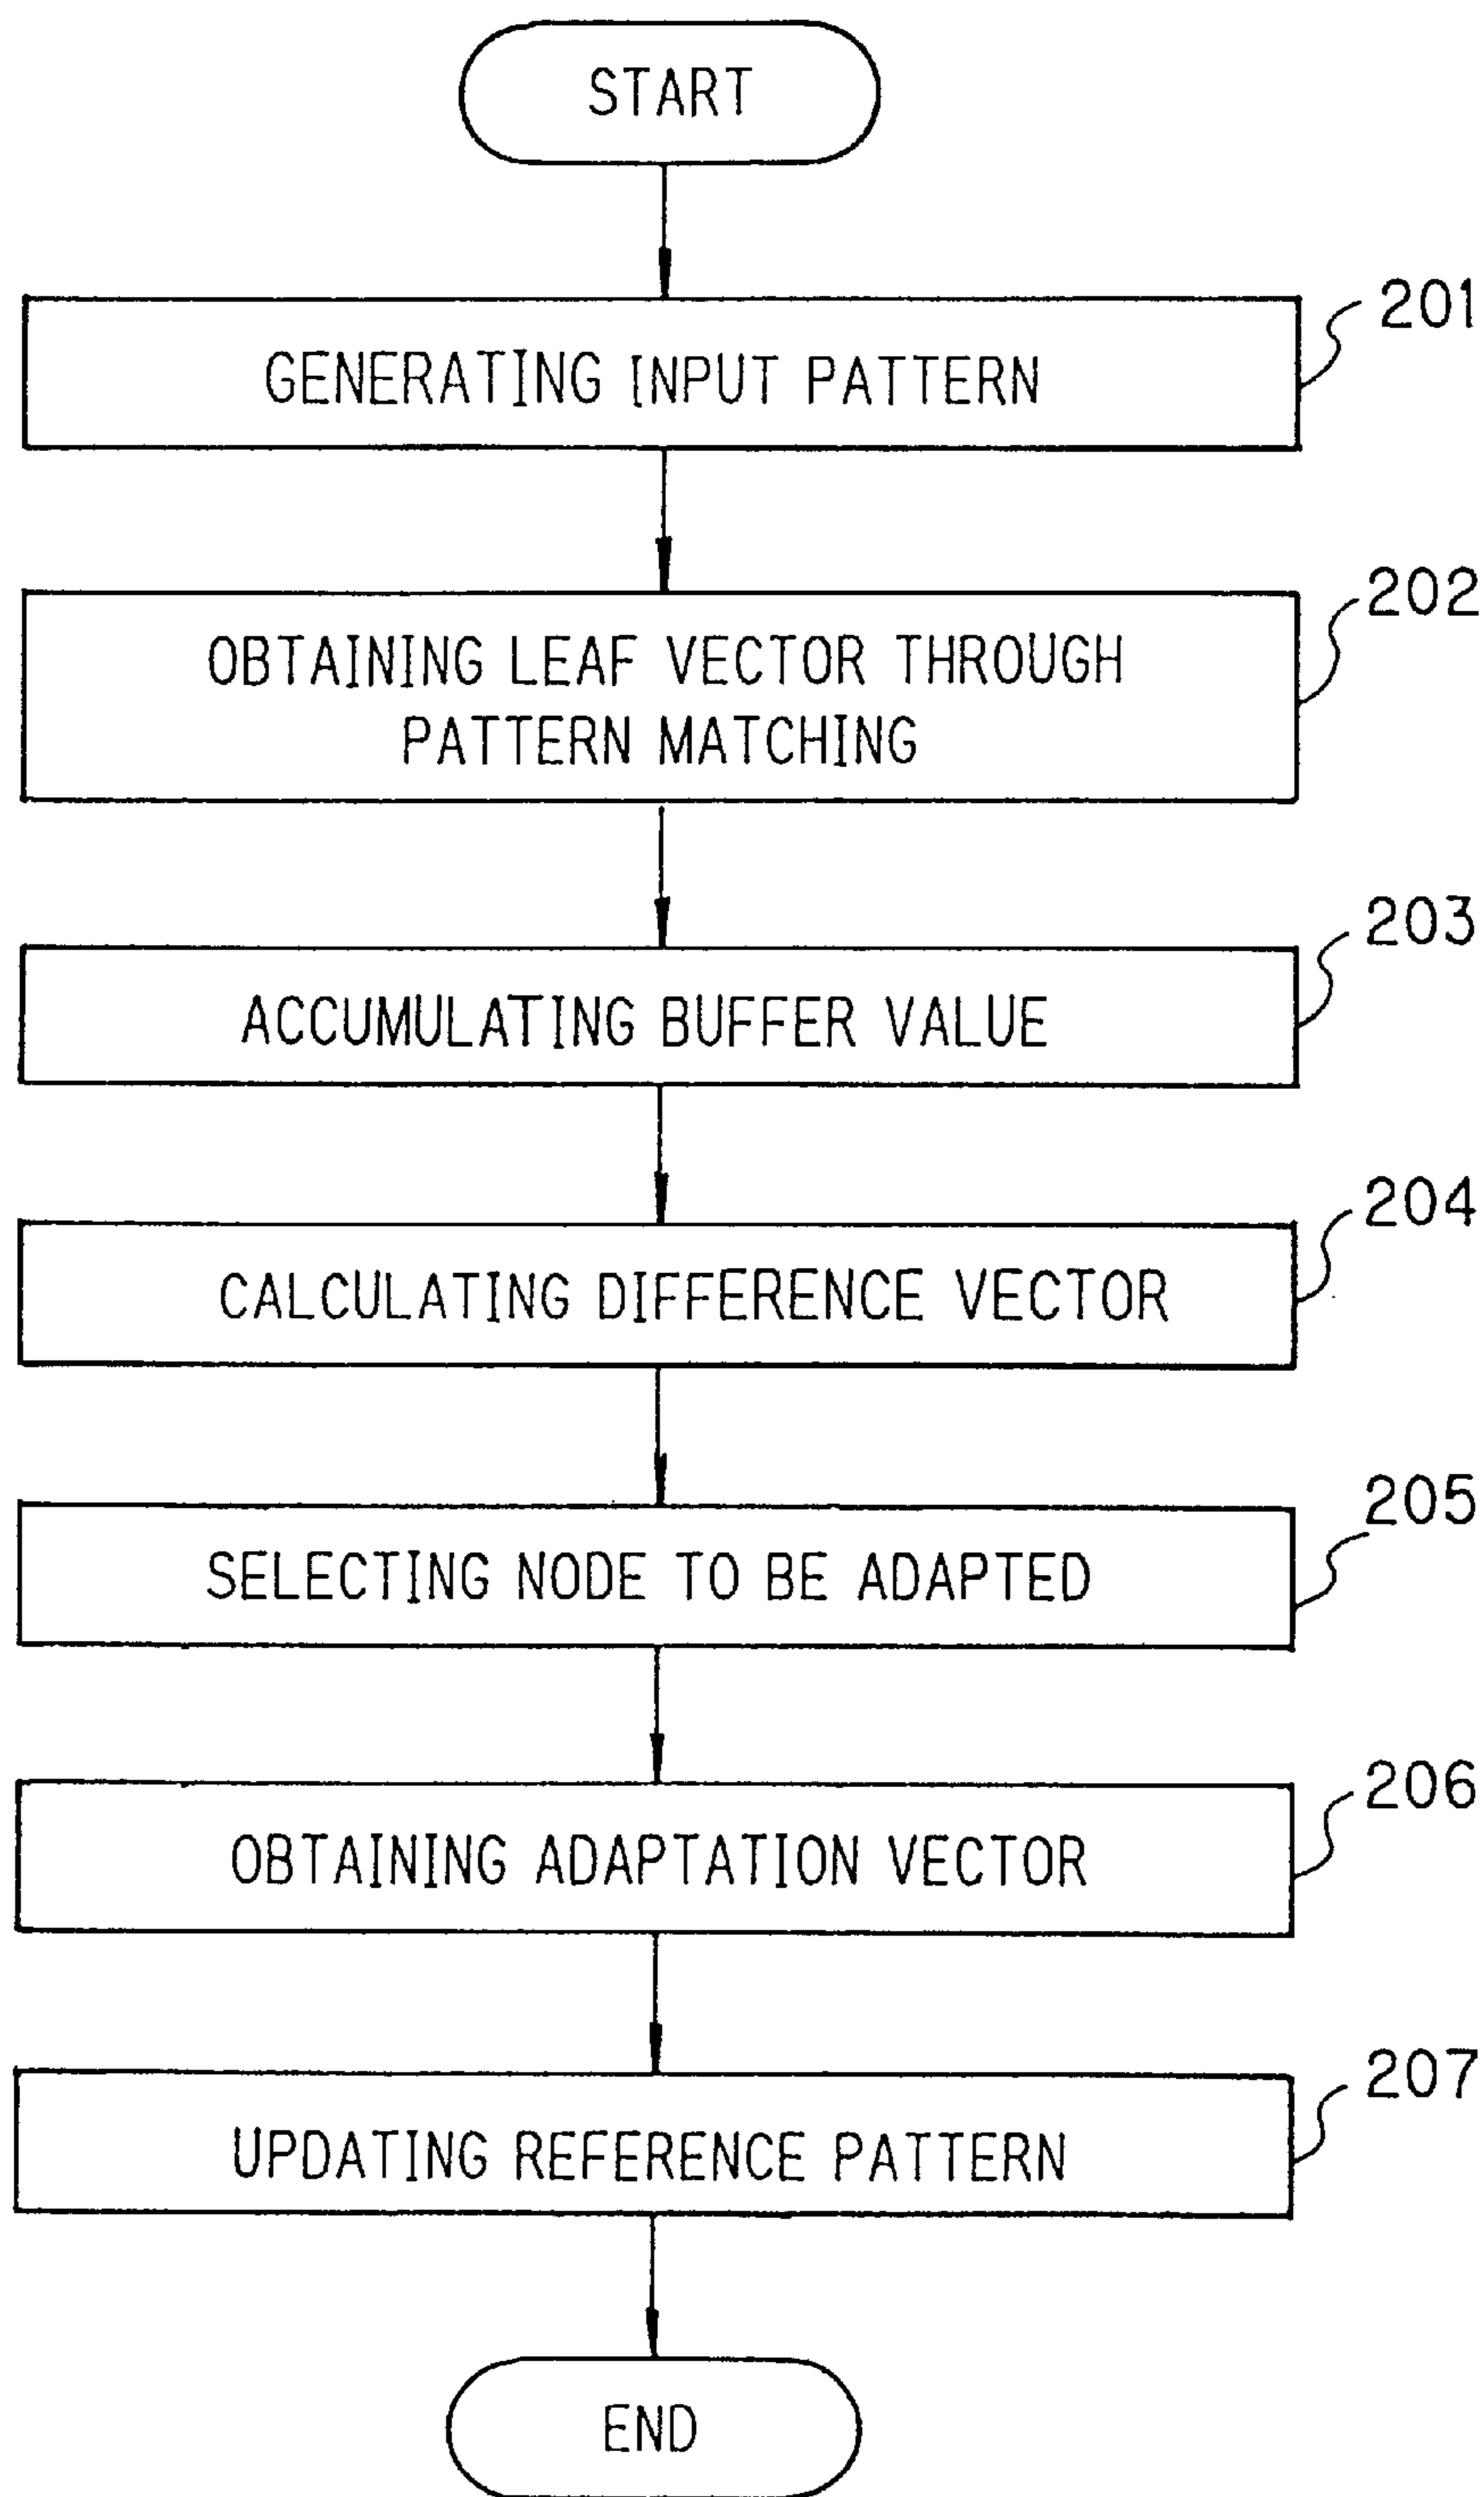 START
201
GENERATING INPUT PATTERN
202
OBTAINING LEAF VECTOR THROUGH
PATTERN MATCHING
203
ACCUMULATING BUFFER VALUE
204
CALCULATING DIFFERENCE VECTOR
205
SELECTING NODE TO BE ADAPTED
206
OBTAINING ADAPTATION VECTOR
207
UPDATING REFERENCE PATTERN
END